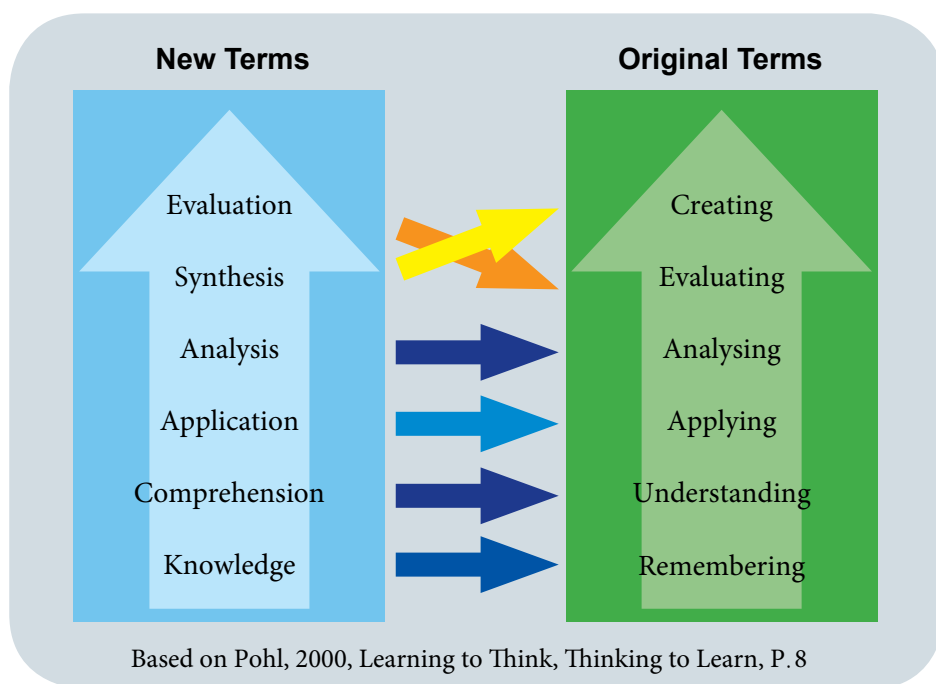 New Terms
Original Terms
Evaluation
Synthesis
Analysis
Application
Comprehension
Knowledge
Creating
Evaluating
Analysing
Applying
Understanding
Remembering
Based on Pohl, 2000, Learning to Think, Thinking to Learn, P. 8